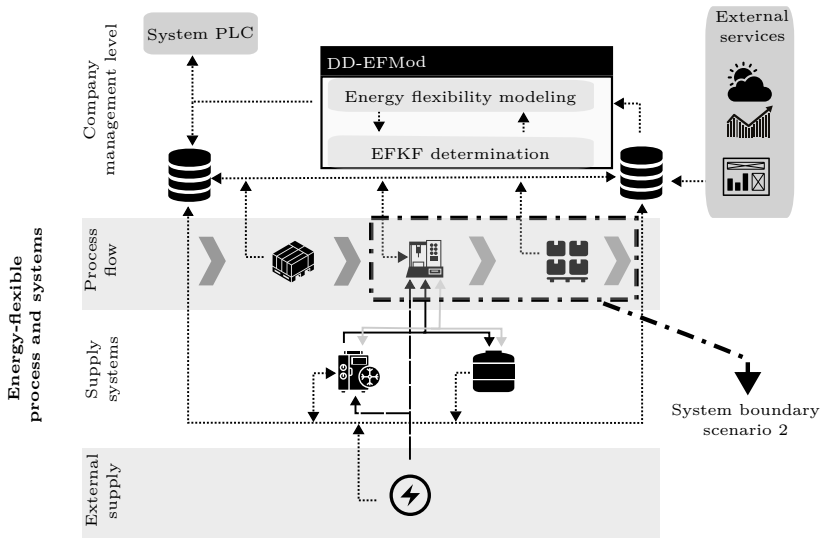 System PLC
External
services
DD-EFMod
Energy flexibility modeling
EFKF determination
Company
management level
Process
flow
Energy-flexible
process and systems
Supply
systems
System boundary
scenario 2
External
supply